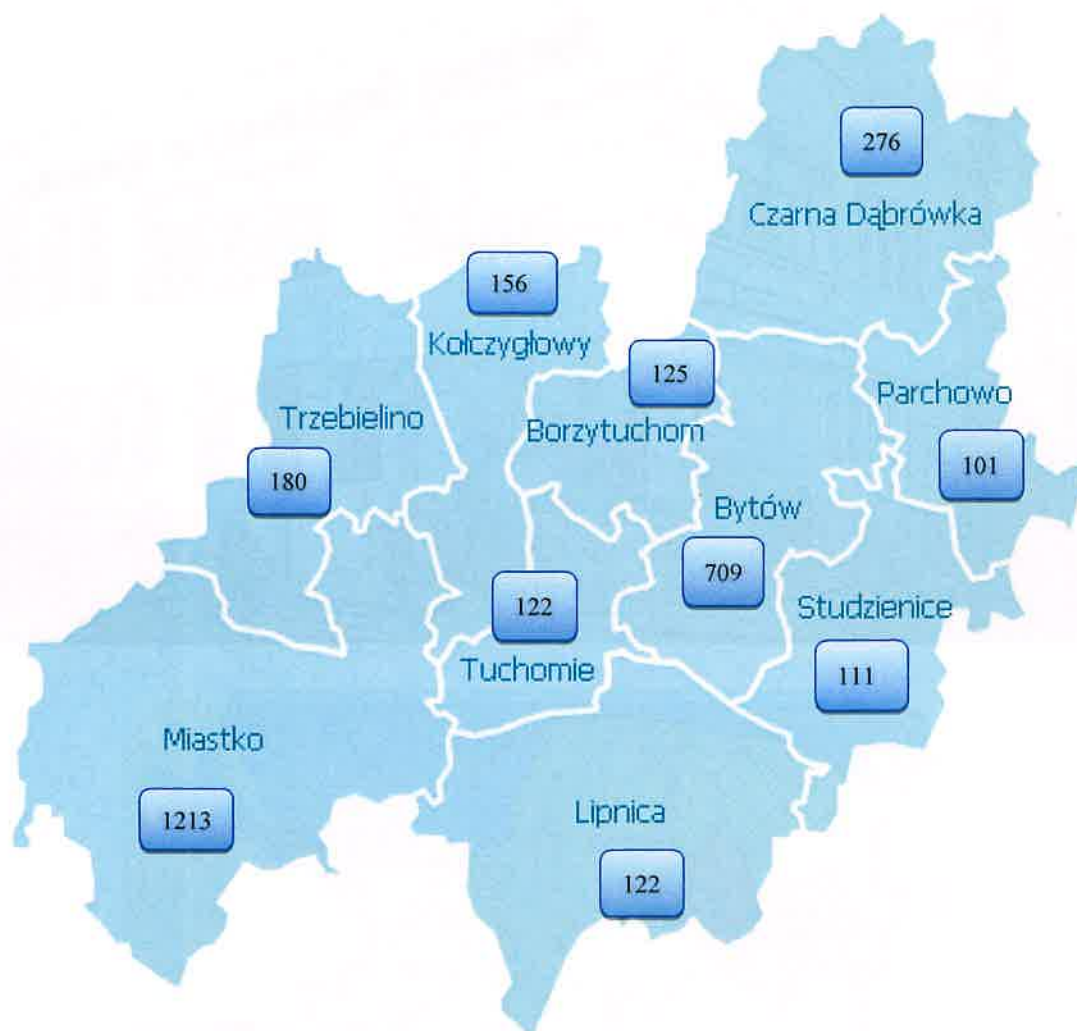 276
Czarna Dąbrówka
156
Kołczygłowy
125
Borzytuchom
Parchowo
101
Trzebielino
180
Bytów
709
122
Tuchomie
Studzienice
111
Miastko
1213
Lipnica
122